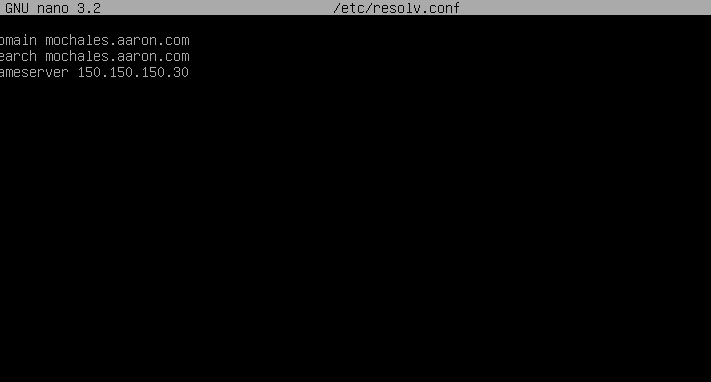 GNU nano 3.2 /etc/resolv.conf
omain mochales.aaron.com
earch mochales.aaron.com
ameserver 150.150.150.30